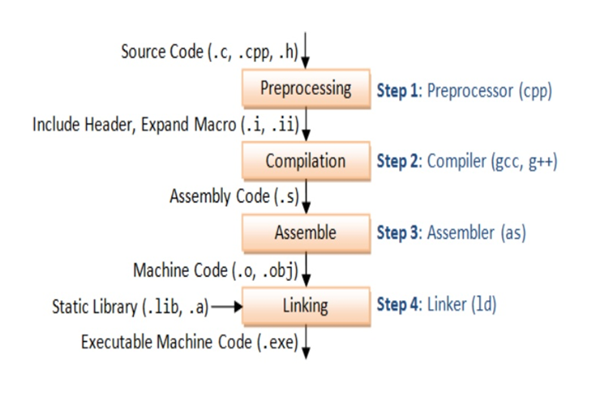 Source Code (.c, .cpp, .h)
Preprocessing
Step 1: Preprocessor (cpp)
Include Header, Expand Macro (.i, .ii)
Compilation
Step 2: Compiler (gcc, g++)
Assembly Code (.s)
Assemble
Step 3: Assembler (as)
Machine Code (.o, .obj)
Static Library (.lib, .a)
Linking
Step 4: Linker (ld)
Executable Machine Code (.exe)